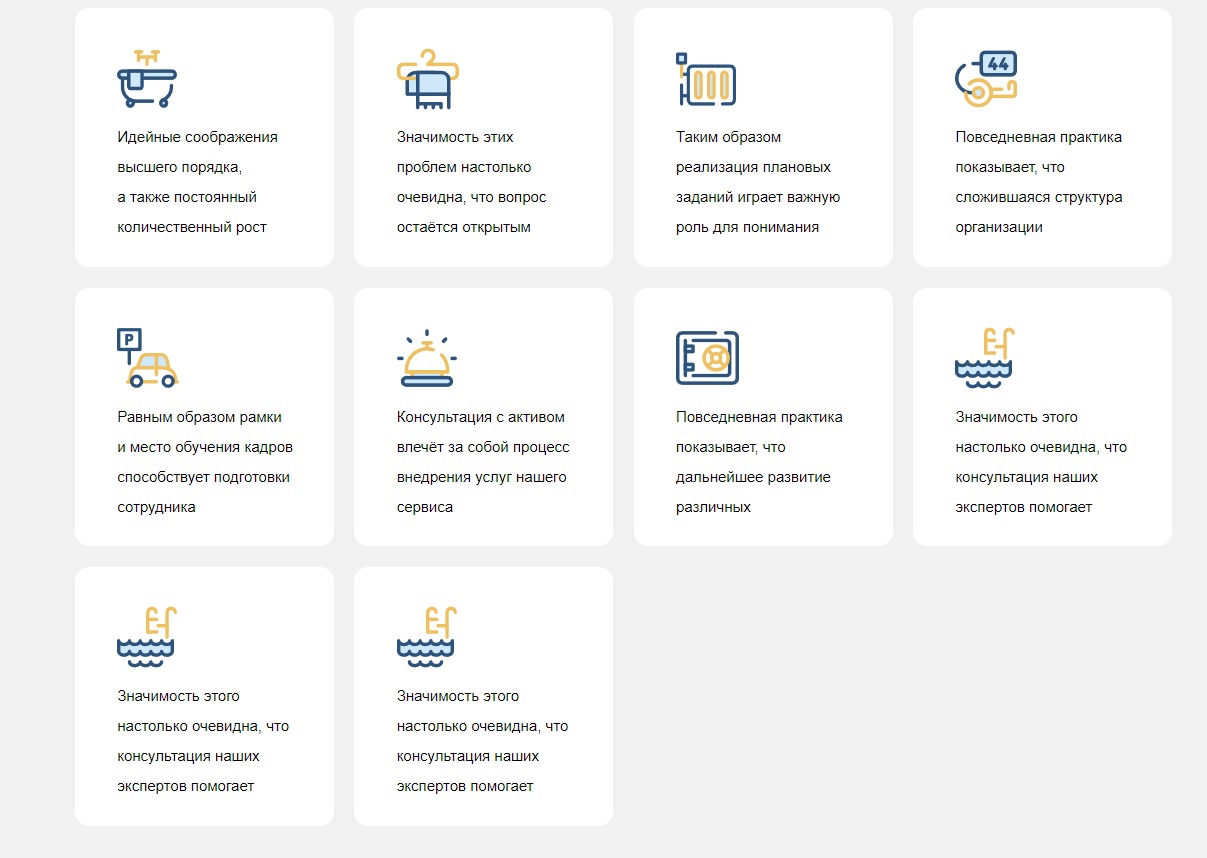 44
Идейные соображения
высшего порядка,
а также постоянный
количественный рост
Значимость этих
проблем настолько
очевидна, что вопрос
остаётся открытым
Таким образом
реализация плановых
заданий играет важную
роль для понимания
Повседневная практика
показывает, что
сложившаяся структура
организации
P
Равным образом рамки
и место обучения кадров
способствует подготовки
сотрудника
Консультация с активом
влечёт за собой процесс
внедрения услуг нашего
сервиса
Повседневная практика
показывает, что
дальнейшее развитие
различных
Значимость этого
настолько очевидна, что
консультация наших
экспертов помогает
Значимость этого
настолько очевидна, что
консультация наших
экспертов помогает
Значимость этого
настолько очевидна, что
консультация наших
экспертов помогает